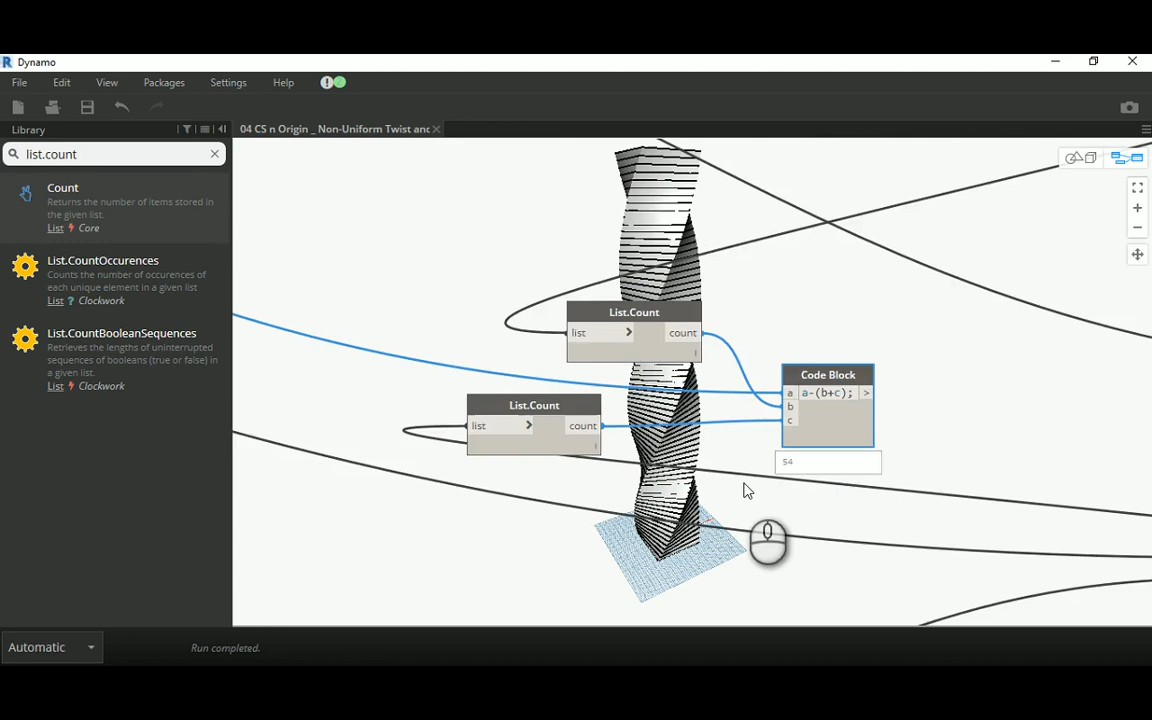 Dynamo
File Edit View Packages Settings Help
Library
04 CS n Origin _ Non-Uniform Twist and
list.count
Count
Returns the number of items stored in
the given list.
List Core
List.CountOccurences
Counts the number of occurences of
each unique element in a given list
List ? Clockwork
List.CountBooleanSequences
Retrieves the lengths of uninterrupted
sequences of booleans (true or false) in
a given list.
List Clockwork
List.Count
list > count
List.Count
list > count
Code Block
a a-(b+c); >
b
c
54
Automatic
Run completed.